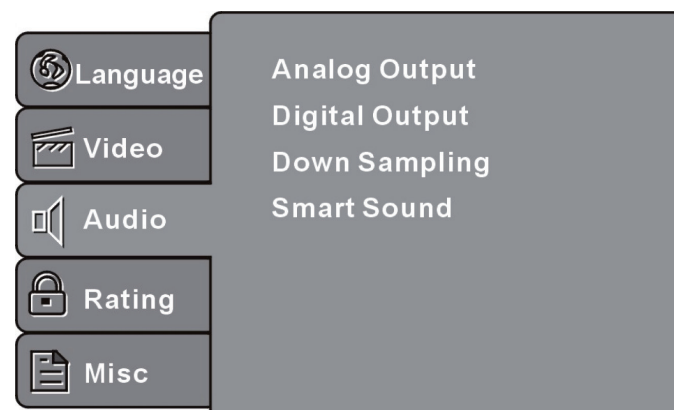 Language
Video
Audio
Rating
Misc
Analog Output
Digital Output
Down Sampling
Smart Sound